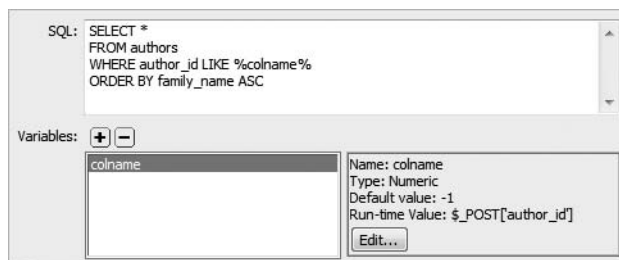 SQL: SELECT *
FROM authors
WHERE author_id LIKE %colname%
ORDER BY family_name ASC
Variables: + −
colname
Name: colname
Type: Numeric
Default value: -1
Run-time Value: $_POST['author_id']
Edit...